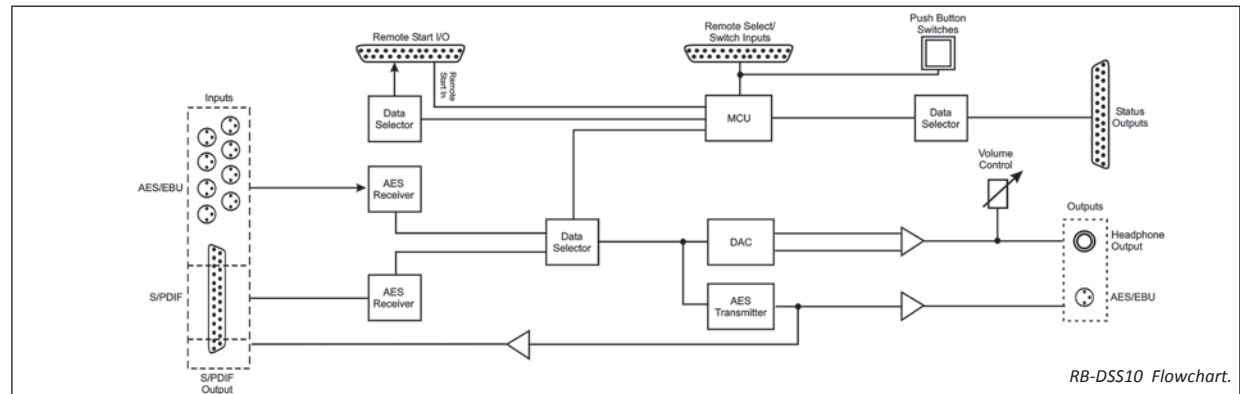 Remote Start I/O
Remote Select/
Switch Inputs
Push Button
Switches
Remote
Start In
Inputs
Data
Selector
MCU
Data
Selector
Status
Outputs
Volume
Control
AES/EBU
AES
Receiver
Outputs
Data
Selector
DAC
Headphone
Output
S/PDIF
AES
Receiver
AES
Transmitter
AES/EBU
S/PDIF
Output
RB-DSS10 Flowchart.